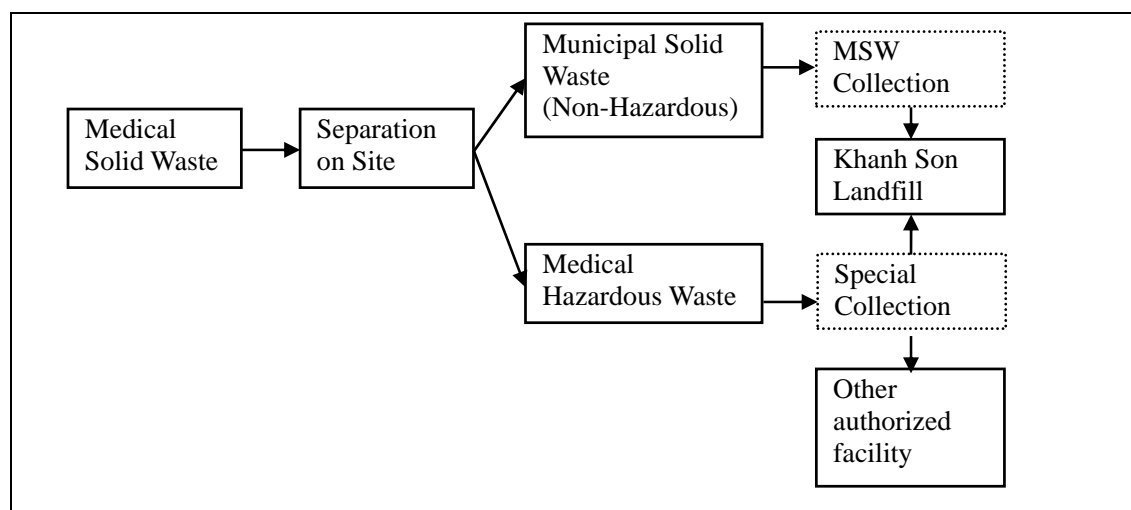 Medical
Solid Waste
Separation
on Site
Municipal Solid
Waste
(Non-Hazardous)
MSW
Collection
Khanh Son
Landfill
Medical
Hazardous Waste
Special
Collection
Other
authorized
facility